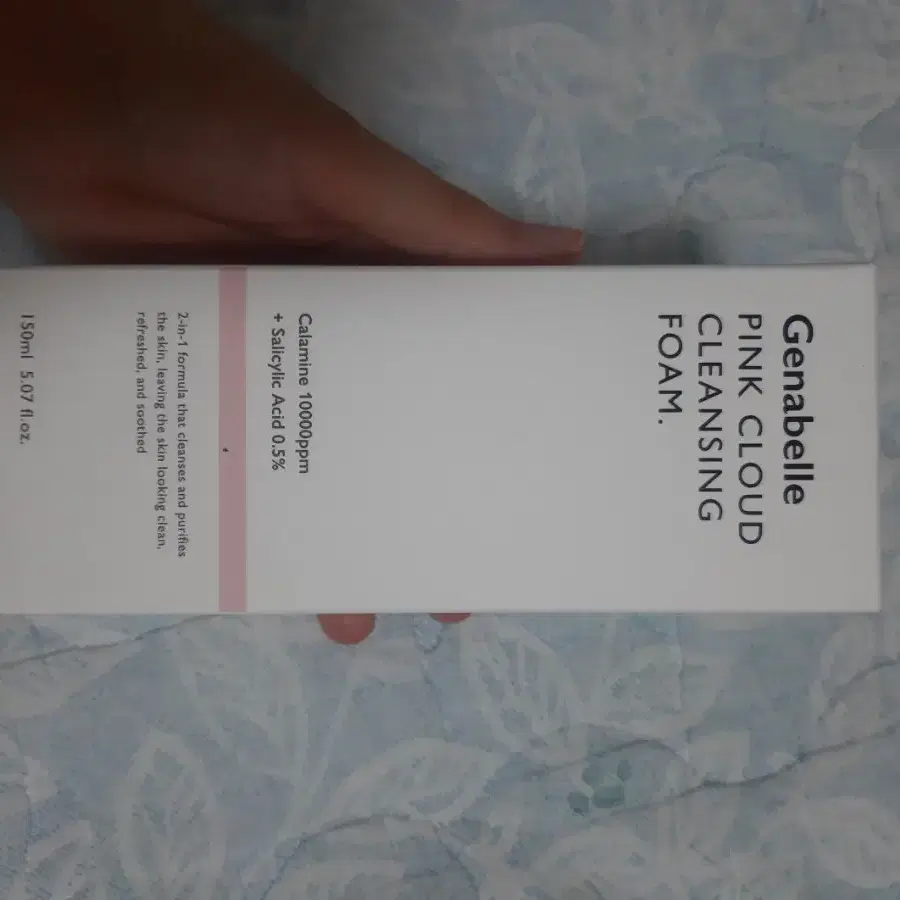 Genabelle
PINK CLOUD
CLEANSING
FOAM.
Calamine 10000ppm
+ Salicylic Acid 0.5%
2-in-1 formula that cleanses and purifies
the skin, leaving the skin looking clean,
refreshed, and soothed
150ml 5.07 fl.oz.